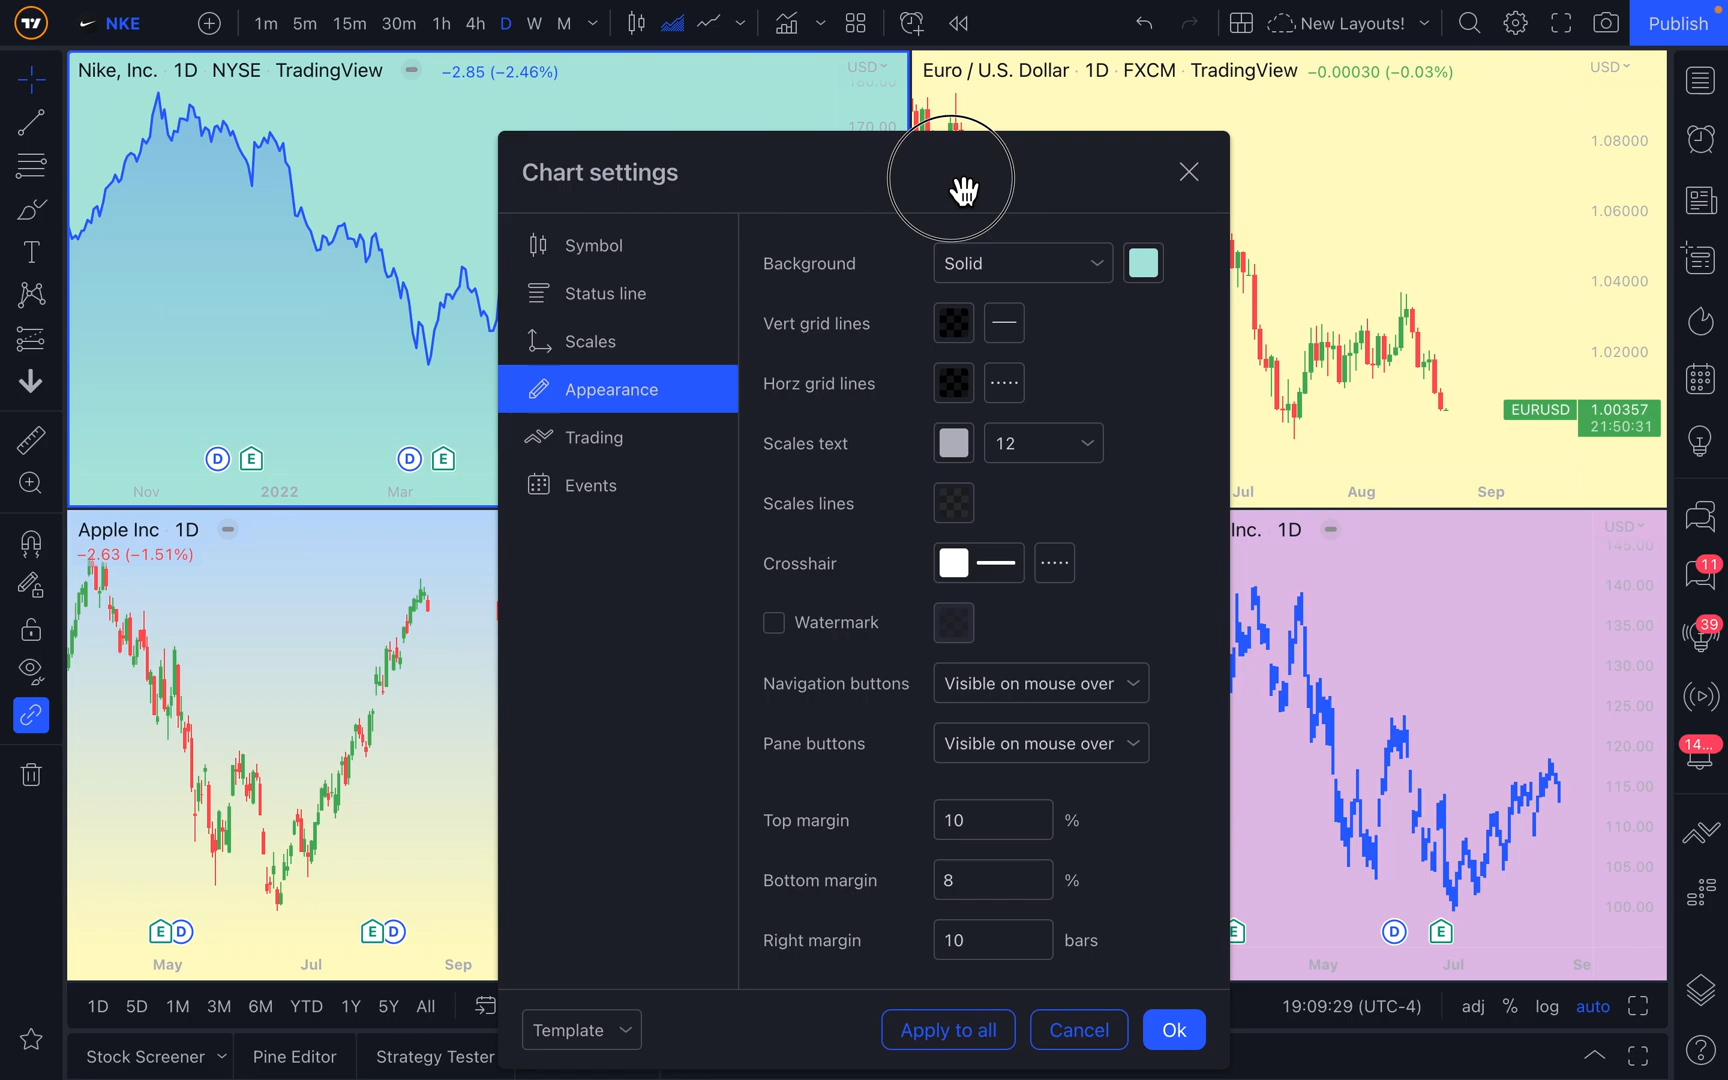 NKE 1m 5m 15m 30m 1h 4h D W M New Layouts! Publish
Nike, Inc. · 1D · NYSE · TradingView −2.85 (−2.46%) USD
180.00
170.00
Euro / U.S. Dollar · 1D · FXCM · TradingView −0.00030 (−0.03%) USD
1.08000
1.06000
1.04000
1.02000
EURUSD 1.00357
21:50:31
D E D E
Nov 2022 Mar
Jul Aug Sep
Chart settings
Symbol
Status line
Scales
Appearance
Trading
Events
Background Solid
Vert grid lines
Horz grid lines
Scales text 12
Scales lines
Crosshair
Watermark
Navigation buttons Visible on mouse over
Pane buttons Visible on mouse over
Top margin 10 %
Bottom margin 8 %
Right margin 10 bars
Template Apply to all Cancel Ok
Apple Inc · 1D
−2.63 (−1.51%)
E D E D
May Jul Sep
Inc. · 1D USD
145.00
140.00
135.00
130.00
125.00
120.00
115.00
110.00
105.00
100.00
E D E
May Jul Se
11
39
14...
1D 5D 1M 3M 6M YTD 1Y 5Y All
19:09:29 (UTC-4) adj % log auto
Stock Screener Pine Editor Strategy Tester